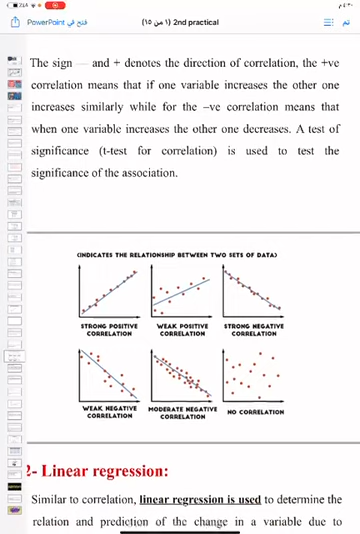 فتح في PowerPoint
2nd practical (١ من ١٥)
تم
The sign — and + denotes the direction of correlation, the +ve
correlation means that if one variable increases the other one
increases similarly while for the –ve correlation means that
when one variable increases the other one decreases. A test of
significance (t-test for correlation) is used to test the
significance of the association.
(INDICATES THE RELATIONSHIP BETWEEN TWO SETS OF DATA)
STRONG POSITIVE
CORRELATION
WEAK POSITIVE
CORRELATION
STRONG NEGATIVE
CORRELATION
WEAK NEGATIVE
CORRELATION
MODERATE NEGATIVE
CORRELATION
NO CORRELATION
2- Linear regression:
Similar to correlation, linear regression is used to determine the
relation and prediction of the change in a variable due to